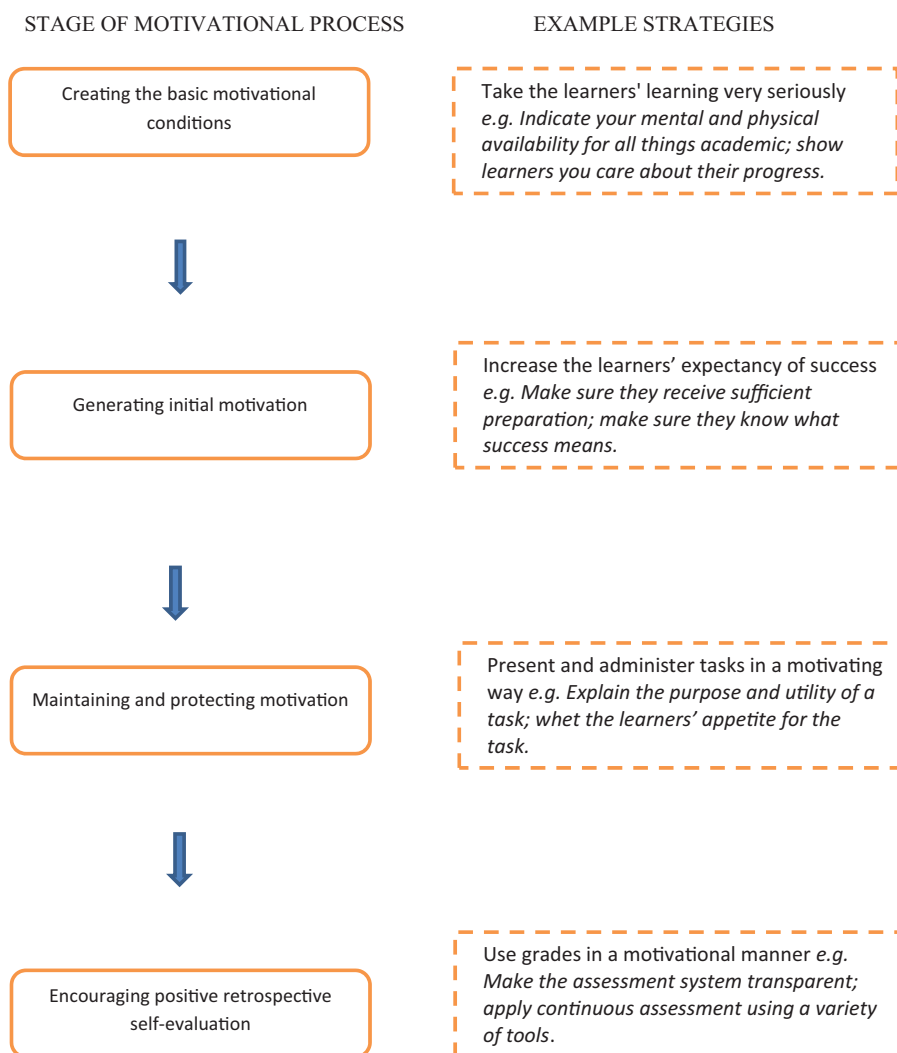 STAGE OF MOTIVATIONAL PROCESS
EXAMPLE STRATEGIES
Creating the basic motivational
conditions
Take the learners' learning very seriously
e.g. Indicate your mental and physical
availability for all things academic; show
learners you care about their progress.
Generating initial motivation
Increase the learners’ expectancy of success
e.g. Make sure they receive sufficient
preparation; make sure they know what
success means.
Maintaining and protecting motivation
Present and administer tasks in a motivating
way e.g. Explain the purpose and utility of a
task; whet the learners’ appetite for the
task.
Encouraging positive retrospective
self-evaluation
Use grades in a motivational manner e.g.
Make the assessment system transparent;
apply continuous assessment using a variety
of tools.